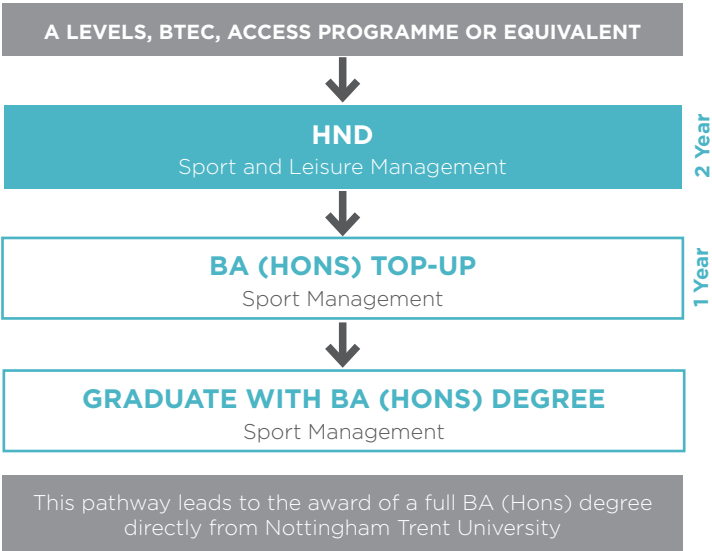 A LEVELS, BTEC, ACCESS PROGRAMME OR EQUIVALENT
HND
Sport and Leisure Management
2 Year
BA (HONS) TOP-UP
Sport Management
1 Year
GRADUATE WITH BA (HONS) DEGREE
Sport Management
This pathway leads to the award of a full BA (Hons) degree
directly from Nottingham Trent University